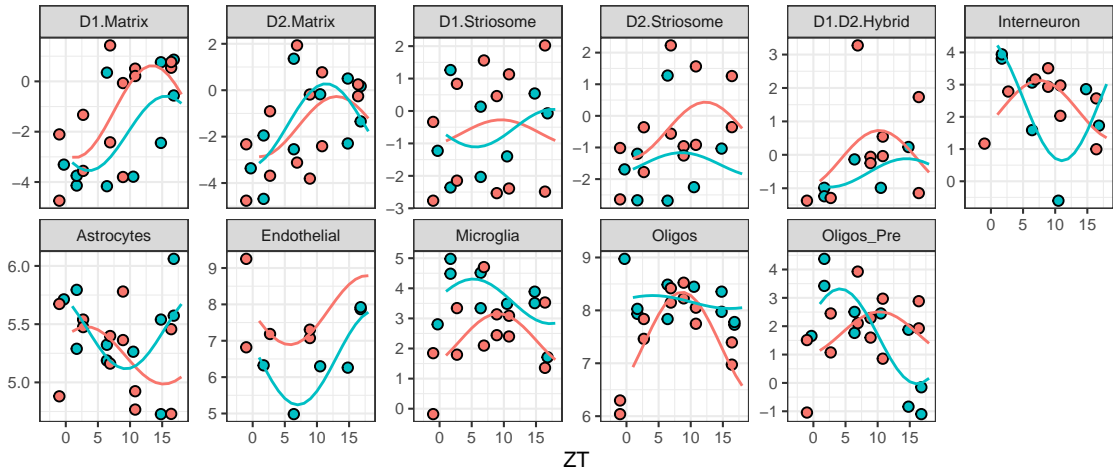 D1.Matrix D2.Matrix D1.Striosome D2.Striosome D1.D2.Hybrid Interneuron
0 −2 −4
2 0 −2 −4
2 1 0 −1 −2 −3
2 1 0 −1 −2
3 2 1 0 −1
4 3 2 1 0
0 5 10 15
Astrocytes Endothelial Microglia Oligos Oligos_Pre
6.0 5.5 5.0
9 8 7 6 5
5 4 3 2 1 0
9 8 7 6
4 3 2 1 0 −1
0 5 10 15 0 5 10 15 0 5 10 15 0 5 10 15 0 5 10 15
ZT